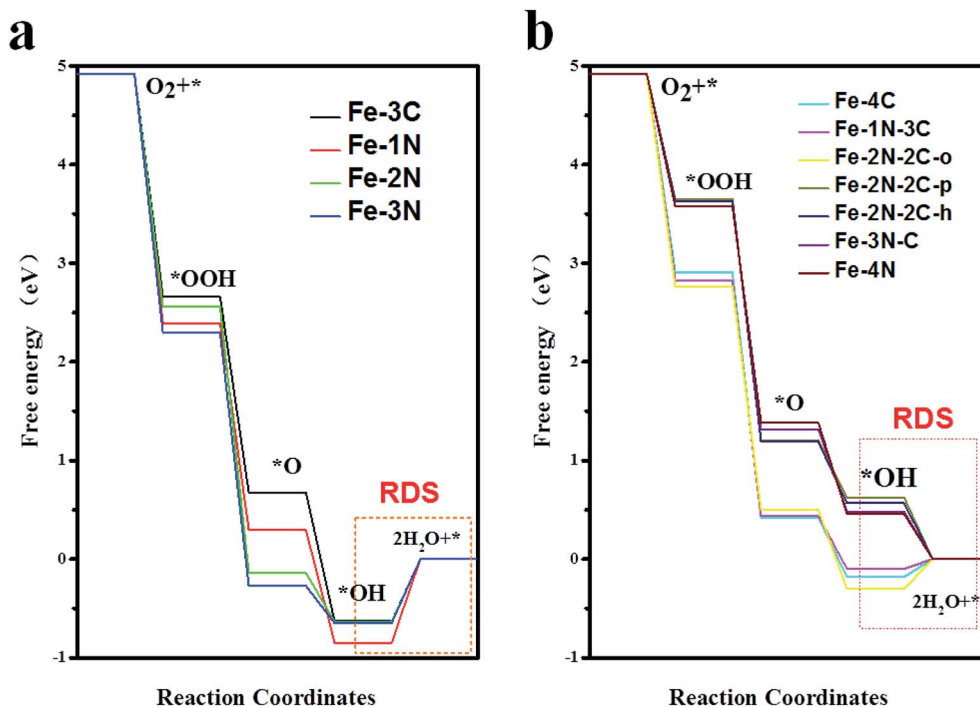 a
5
4
3
2
1
0
-1
Free energy (eV)
O2+*
*OOH
*O
*OH
RDS
2H2O+*
Fe-3C
Fe-1N
Fe-2N
Fe-3N
Reaction Coordinates
b
5
4
3
2
1
0
-1
Free energy (eV)
O2+*
*OOH
*O
RDS
*OH
2H2O+*
Fe-4C
Fe-1N-3C
Fe-2N-2C-o
Fe-2N-2C-p
Fe-2N-2C-h
Fe-3N-C
Fe-4N
Reaction Coordinates